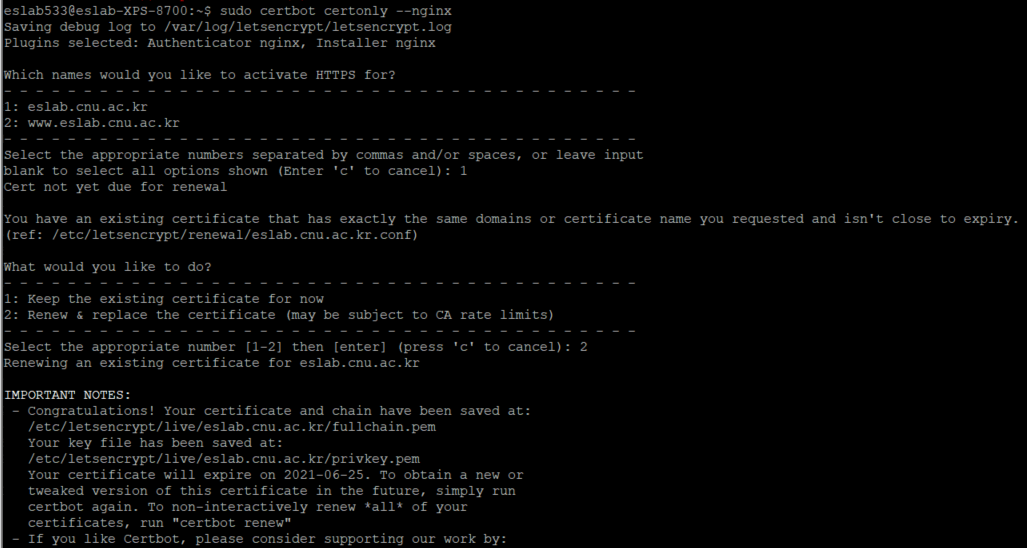 eslab533@eslab-XPS-8700:~$ sudo certbot certonly --nginx
Saving debug log to /var/log/letsencrypt/letsencrypt.log
Plugins selected: Authenticator nginx, Installer nginx
Which names would you like to activate HTTPS for?
- - - - - - - - - - - - - - - - - - - - - - - - - - - - - - - - - - - - - - - -
1: eslab.cnu.ac.kr
2: www.eslab.cnu.ac.kr
- - - - - - - - - - - - - - - - - - - - - - - - - - - - - - - - - - - - - - - -
Select the appropriate numbers separated by commas and/or spaces, or leave input
blank to select all options shown (Enter 'c' to cancel): 1
Cert not yet due for renewal
You have an existing certificate that has exactly the same domains or certificate name you requested and isn't close to expiry.
(ref: /etc/letsencrypt/renewal/eslab.cnu.ac.kr.conf)
What would you like to do?
- - - - - - - - - - - - - - - - - - - - - - - - - - - - - - - - - - - - - - - -
1: Keep the existing certificate for now
2: Renew & replace the certificate (may be subject to CA rate limits)
- - - - - - - - - - - - - - - - - - - - - - - - - - - - - - - - - - - - - - - -
Select the appropriate number [1-2] then [enter] (press 'c' to cancel): 2
Renewing an existing certificate for eslab.cnu.ac.kr
IMPORTANT NOTES:
- Congratulations! Your certificate and chain have been saved at:
/etc/letsencrypt/live/eslab.cnu.ac.kr/fullchain.pem
Your key file has been saved at:
/etc/letsencrypt/live/eslab.cnu.ac.kr/privkey.pem
Your certificate will expire on 2021-06-25. To obtain a new or
tweaked version of this certificate in the future, simply run
certbot again. To non-interactively renew *all* of your
certificates, run "certbot renew"
- If you like Certbot, please consider supporting our work by: